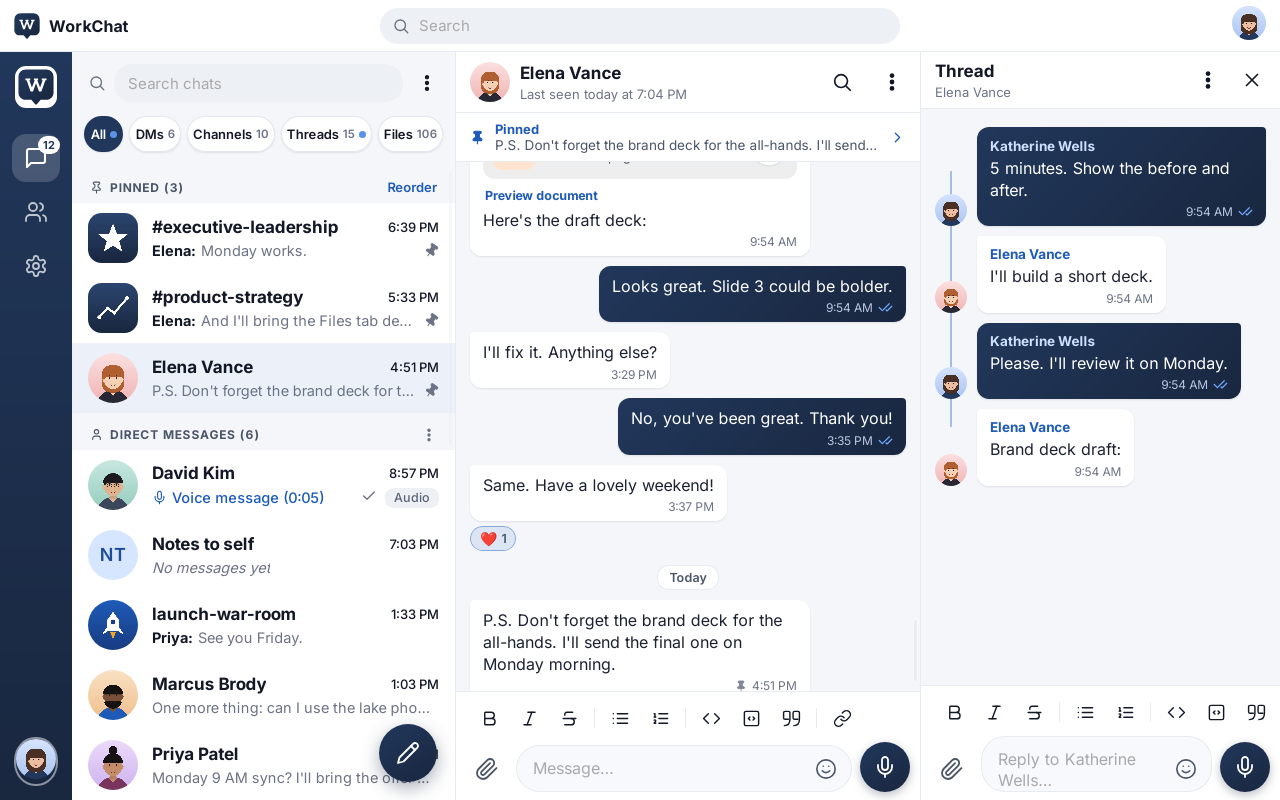 WorkChat
Search
12
Search chats
All
DMs 6
Channels 10
Threads 15
Files 106
PINNED (3)
Reorder
#executive-leadership
6:39 PM
Elena: Monday works.
#product-strategy
5:33 PM
Elena: And I'll bring the Files tab de...
Elena Vance
4:51 PM
P.S. Don't forget the brand deck for t...
DIRECT MESSAGES (6)
David Kim
8:57 PM
Voice message (0:05)
Audio
NT
Notes to self
7:03 PM
No messages yet
launch-war-room
1:33 PM
Priya: See you Friday.
Marcus Brody
1:03 PM
One more thing: can I use the lake pho...
Priya Patel
Monday 9 AM sync? I'll bring the
Elena Vance
Last seen today at 7:04 PM
Pinned
P.S. Don't forget the brand deck for the all-hands. I'll send...
Preview document
Here's the draft deck:
9:54 AM
Looks great. Slide 3 could be bolder.
9:54 AM
I'll fix it. Anything else?
3:29 PM
No, you've been great. Thank you!
3:35 PM
Same. Have a lovely weekend!
3:37 PM
❤️ 1
Today
P.S. Don't forget the brand deck for the
all-hands. I'll send the final one on
Monday morning.
4:51 PM
Message...
Thread
Elena Vance
Katherine Wells
5 minutes. Show the before and
after.
9:54 AM
Elena Vance
I'll build a short deck.
9:54 AM
Katherine Wells
Please. I'll review it on Monday.
9:54 AM
Elena Vance
Brand deck draft:
9:54 AM
Reply to Katherine
Wells...